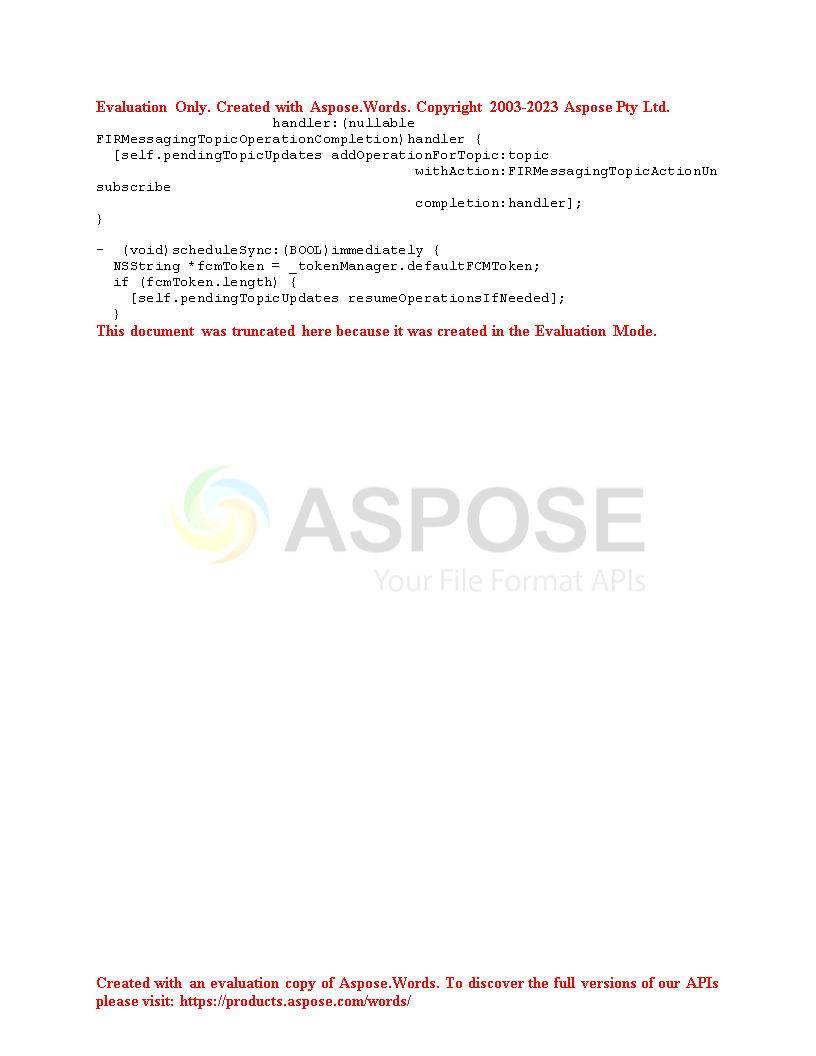 Evaluation Only. Created with Aspose.Words. Copyright 2003-2023 Aspose Pty Ltd.
handler:(nullable
FIRMessagingTopicOperationCompletion)handler {
[self.pendingTopicUpdates addOperationForTopic:topic
withAction:FIRMessagingTopicActionUn
subscribe
completion:handler];
}
- (void)scheduleSync:(BOOL)immediately {
NSString *fcmToken = _tokenManager.defaultFCMToken;
if (fcmToken.length) {
[self.pendingTopicUpdates resumeOperationsIfNeeded];
}
This document was truncated here because it was created in the Evaluation Mode.
ASPOSE
Your File Format APIs
Created with an evaluation copy of Aspose.Words. To discover the full versions of our APIs
please visit: https://products.aspose.com/words/